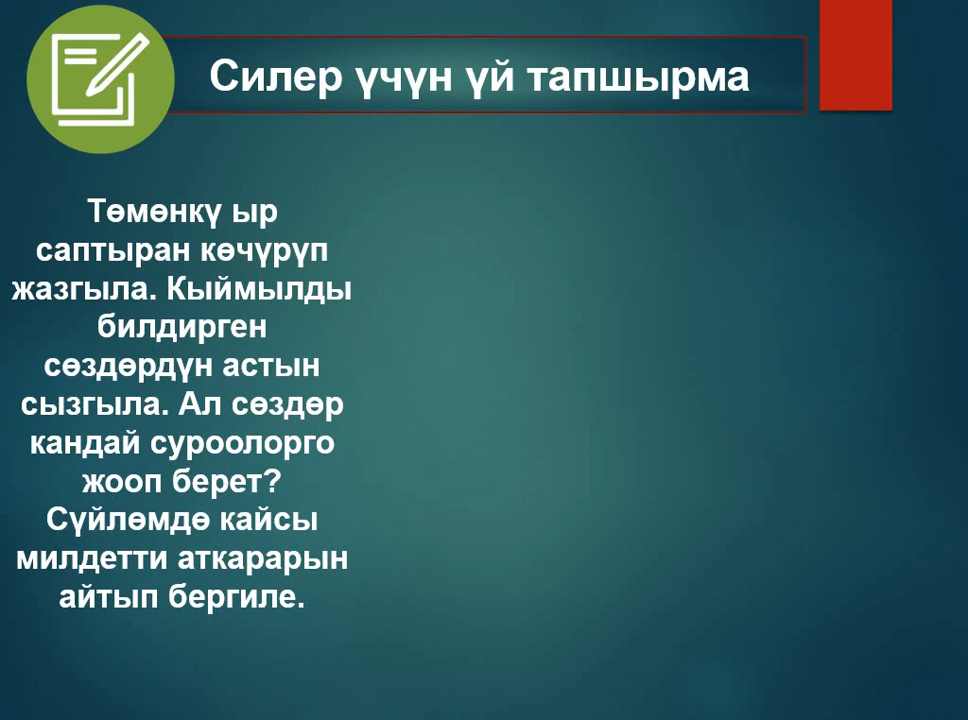 Силер үчүн үй тапшырма
Төмөнкү ыр
саптыран көчүрүп
жазгыла. Кыймылды
билдирген
сөздөрдүн астын
сызгыла. Ал сөздөр
кандай суроолорго
жооп берет?
Сүйлөмдө кайсы
милдетти аткарарын
айтып бергиле.